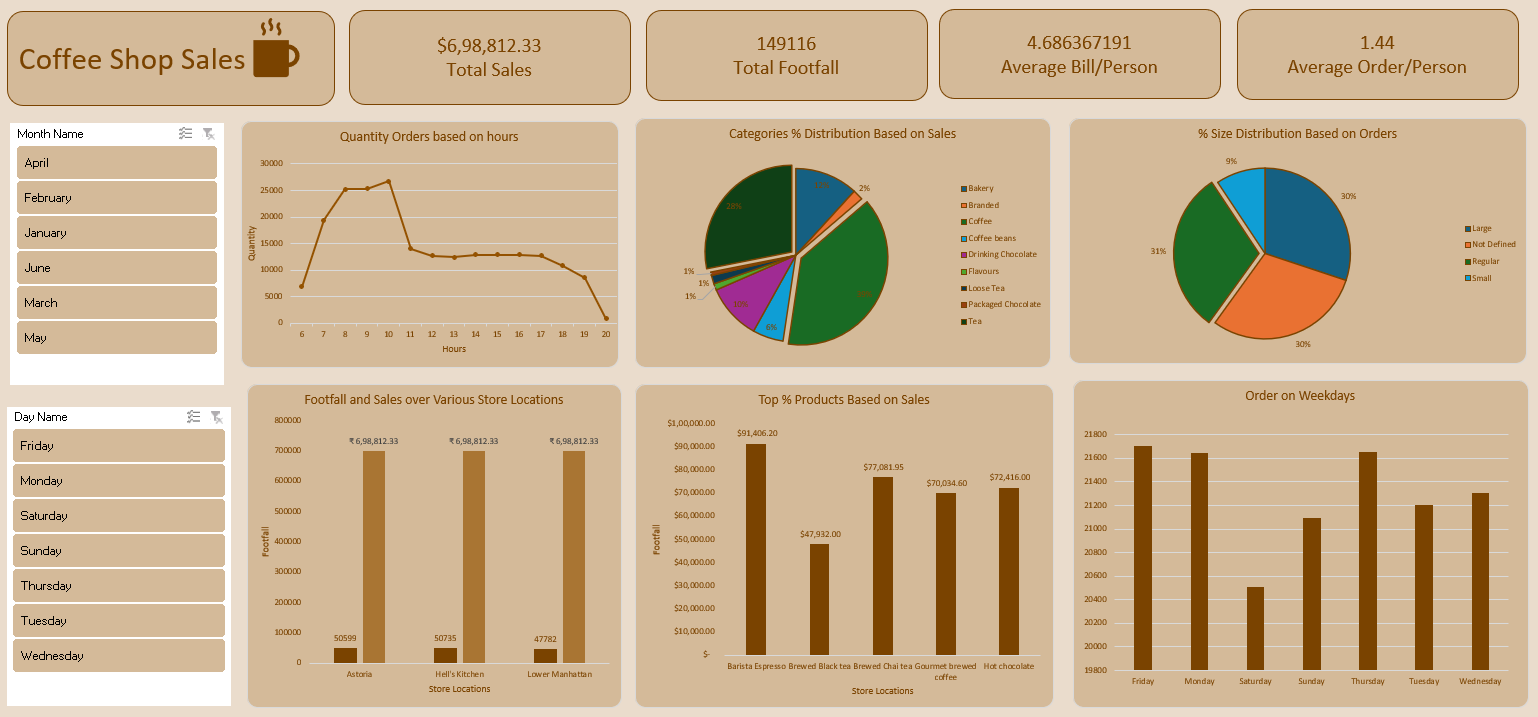 Coffee Shop Sales
$6,98,812.33
Total Sales
149116
Total Footfall
4.686367191
Average Bill/Person
1.44
Average Order/Person
Month Name
April
February
January
June
March
May
Day Name
Friday
Monday
Saturday
Sunday
Thursday
Tuesday
Wednesday
Quantity Orders based on hours
30000
25000
20000
15000
10000
5000
0
Quantity
6 7 8 9 10 11 12 13 14 15 16 17 18 19 20
Hours
Categories % Distribution Based on Sales
2%
28%
1%
1%
1%
10%
6%
Bakery
Branded
Coffee
Coffee beans
Drinking Chocolate
Flavours
Loose Tea
Packaged Chocolate
Tea
% Size Distribution Based on Orders
9%
30%
31%
30%
Large
Not Defined
Regular
Small
Footfall and Sales over Various Store Locations
800000
700000
600000
500000
400000
300000
200000
100000
0
Footfall
₹ 6,98,812.33 ₹ 6,98,812.33 ₹ 6,98,812.33
50599 50735 47782
Astoria Hell's Kitchen Lower Manhattan
Store Locations
Top % Products Based on Sales
$1,00,000.00
$90,000.00
$80,000.00
$70,000.00
$60,000.00
$50,000.00
$40,000.00
$30,000.00
$20,000.00
$10,000.00
$-
Footfall
$91,406.20
$47,932.00
$77,081.95
$70,034.60
$72,416.00
Barista Espresso Brewed Black tea Brewed Chai tea Gourmet brewed coffee Hot chocolate
Store Locations
Order on Weekdays
21800
21600
21400
21200
21000
20800
20600
20400
20200
20000
19800
Friday Monday Saturday Sunday Thursday Tuesday Wednesday